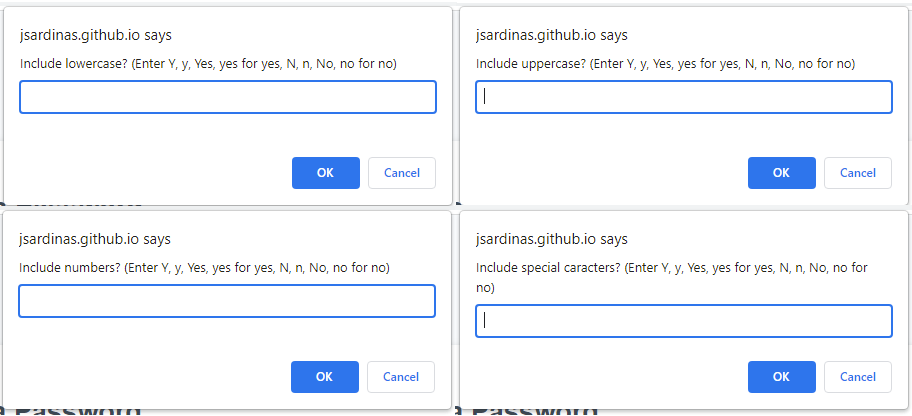 jsardinas.github.io says
Include lowercase? (Enter Y, y, Yes, yes for yes, N, n, No, no for no)
OK
Cancel
jsardinas.github.io says
Include uppercase? (Enter Y, y, Yes, yes for yes, N, n, No, no for no)
OK
Cancel
jsardinas.github.io says
Include numbers? (Enter Y, y, Yes, yes for yes, N, n, No, no for no)
OK
Cancel
a Password
jsardinas.github.io says
Include special caracters? (Enter Y, y, Yes, yes for yes, N, n, No, no for
no)
OK
Cancel
a Password